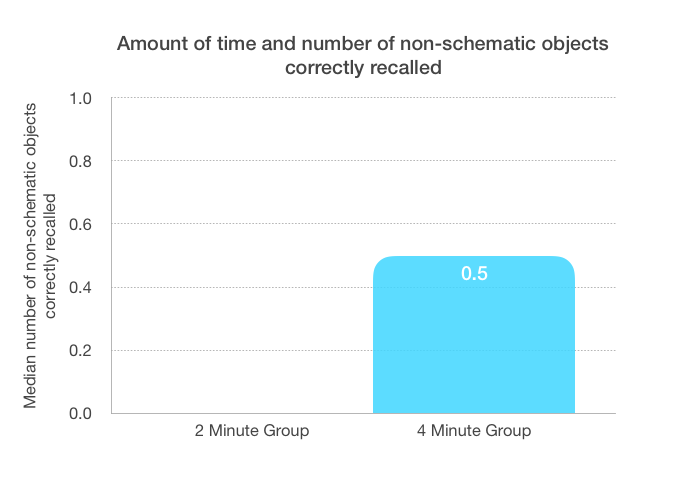 Amount of time and number of non-schematic objects
correctly recalled
Median number of non-schematic objects
correctly recalled
1.0
0.8
0.6
0.4
0.2
0.0
0.5
2 Minute Group
4 Minute Group